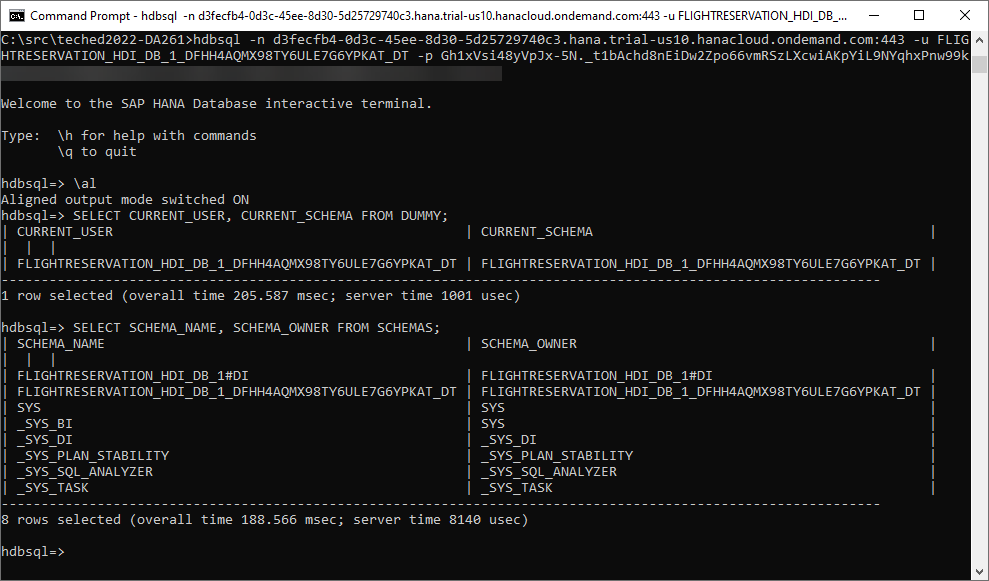 Command Prompt - hdbsql -n d3fecfb4-0d3c-45ee-8d30-5d25729740c3.hana.trial-us10.hanacloud.ondemand.com:443 -u FLIGHTRESERVATION_HDI_DB_...
C:\src\teched2022-DA261>hdbsql -n d3fecfb4-0d3c-45ee-8d30-5d25729740c3.hana.trial-us10.hanacloud.ondemand.com:443 -u FLIG
HTRESERVATION_HDI_DB_1_DFHH4AQMX98TY6ULE7G6YPKAT_DT -p Gh1xVsi48yVpJx-5N._t1bAchd8nEiDw2Zpo66vmRSzLXcwiAKpYiL9NYqhxPnw99k
Welcome to the SAP HANA Database interactive terminal.
Type:  \h for help with commands
       \q to quit
hdbsql=> \al
Aligned output mode switched ON
hdbsql=> SELECT CURRENT_USER, CURRENT_SCHEMA FROM DUMMY;
| CURRENT_USER                                            | CURRENT_SCHEMA                                          |
|  |  |
| FLIGHTRESERVATION_HDI_DB_1_DFHH4AQMX98TY6ULE7G6YPKAT_DT | FLIGHTRESERVATION_HDI_DB_1_DFHH4AQMX98TY6ULE7G6YPKAT_DT |
--------------------------------------------------------------------------------------------------------------
1 row selected (overall time 205.587 msec; server time 1001 usec)
hdbsql=> SELECT SCHEMA_NAME, SCHEMA_OWNER FROM SCHEMAS;
| SCHEMA_NAME                                             | SCHEMA_OWNER                                            |
|  |  |
| FLIGHTRESERVATION_HDI_DB_1#DI                           | FLIGHTRESERVATION_HDI_DB_1#DI                           |
| FLIGHTRESERVATION_HDI_DB_1_DFHH4AQMX98TY6ULE7G6YPKAT_DT | FLIGHTRESERVATION_HDI_DB_1_DFHH4AQMX98TY6ULE7G6YPKAT_DT |
| SYS                                                     | SYS                                                     |
| _SYS_BI                                                 | SYS                                                     |
| _SYS_DI                                                 | _SYS_DI                                                 |
| _SYS_PLAN_STABILITY                                     | _SYS_PLAN_STABILITY                                     |
| _SYS_SQL_ANALYZER                                       | _SYS_SQL_ANALYZER                                       |
| _SYS_TASK                                               | _SYS_TASK                                               |
--------------------------------------------------------------------------------------------------------------
8 rows selected (overall time 188.566 msec; server time 8140 usec)
hdbsql=>